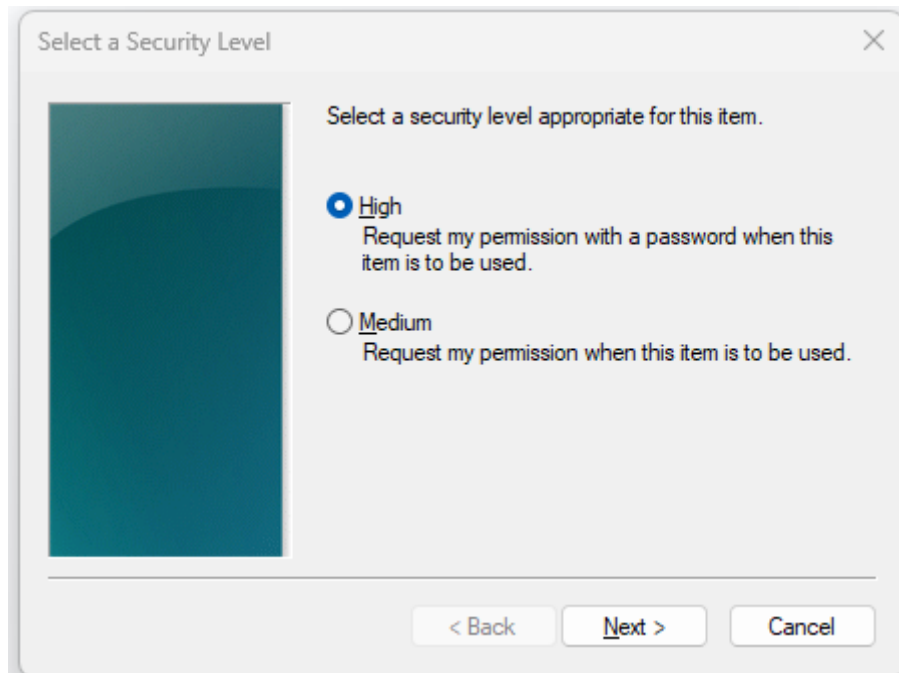 Select a Security Level
Select a security level appropriate for this item.
High
Request my permission with a password when this
item is to be used.
Medium
Request my permission when this item is to be used.
< Back
Next >
Cancel